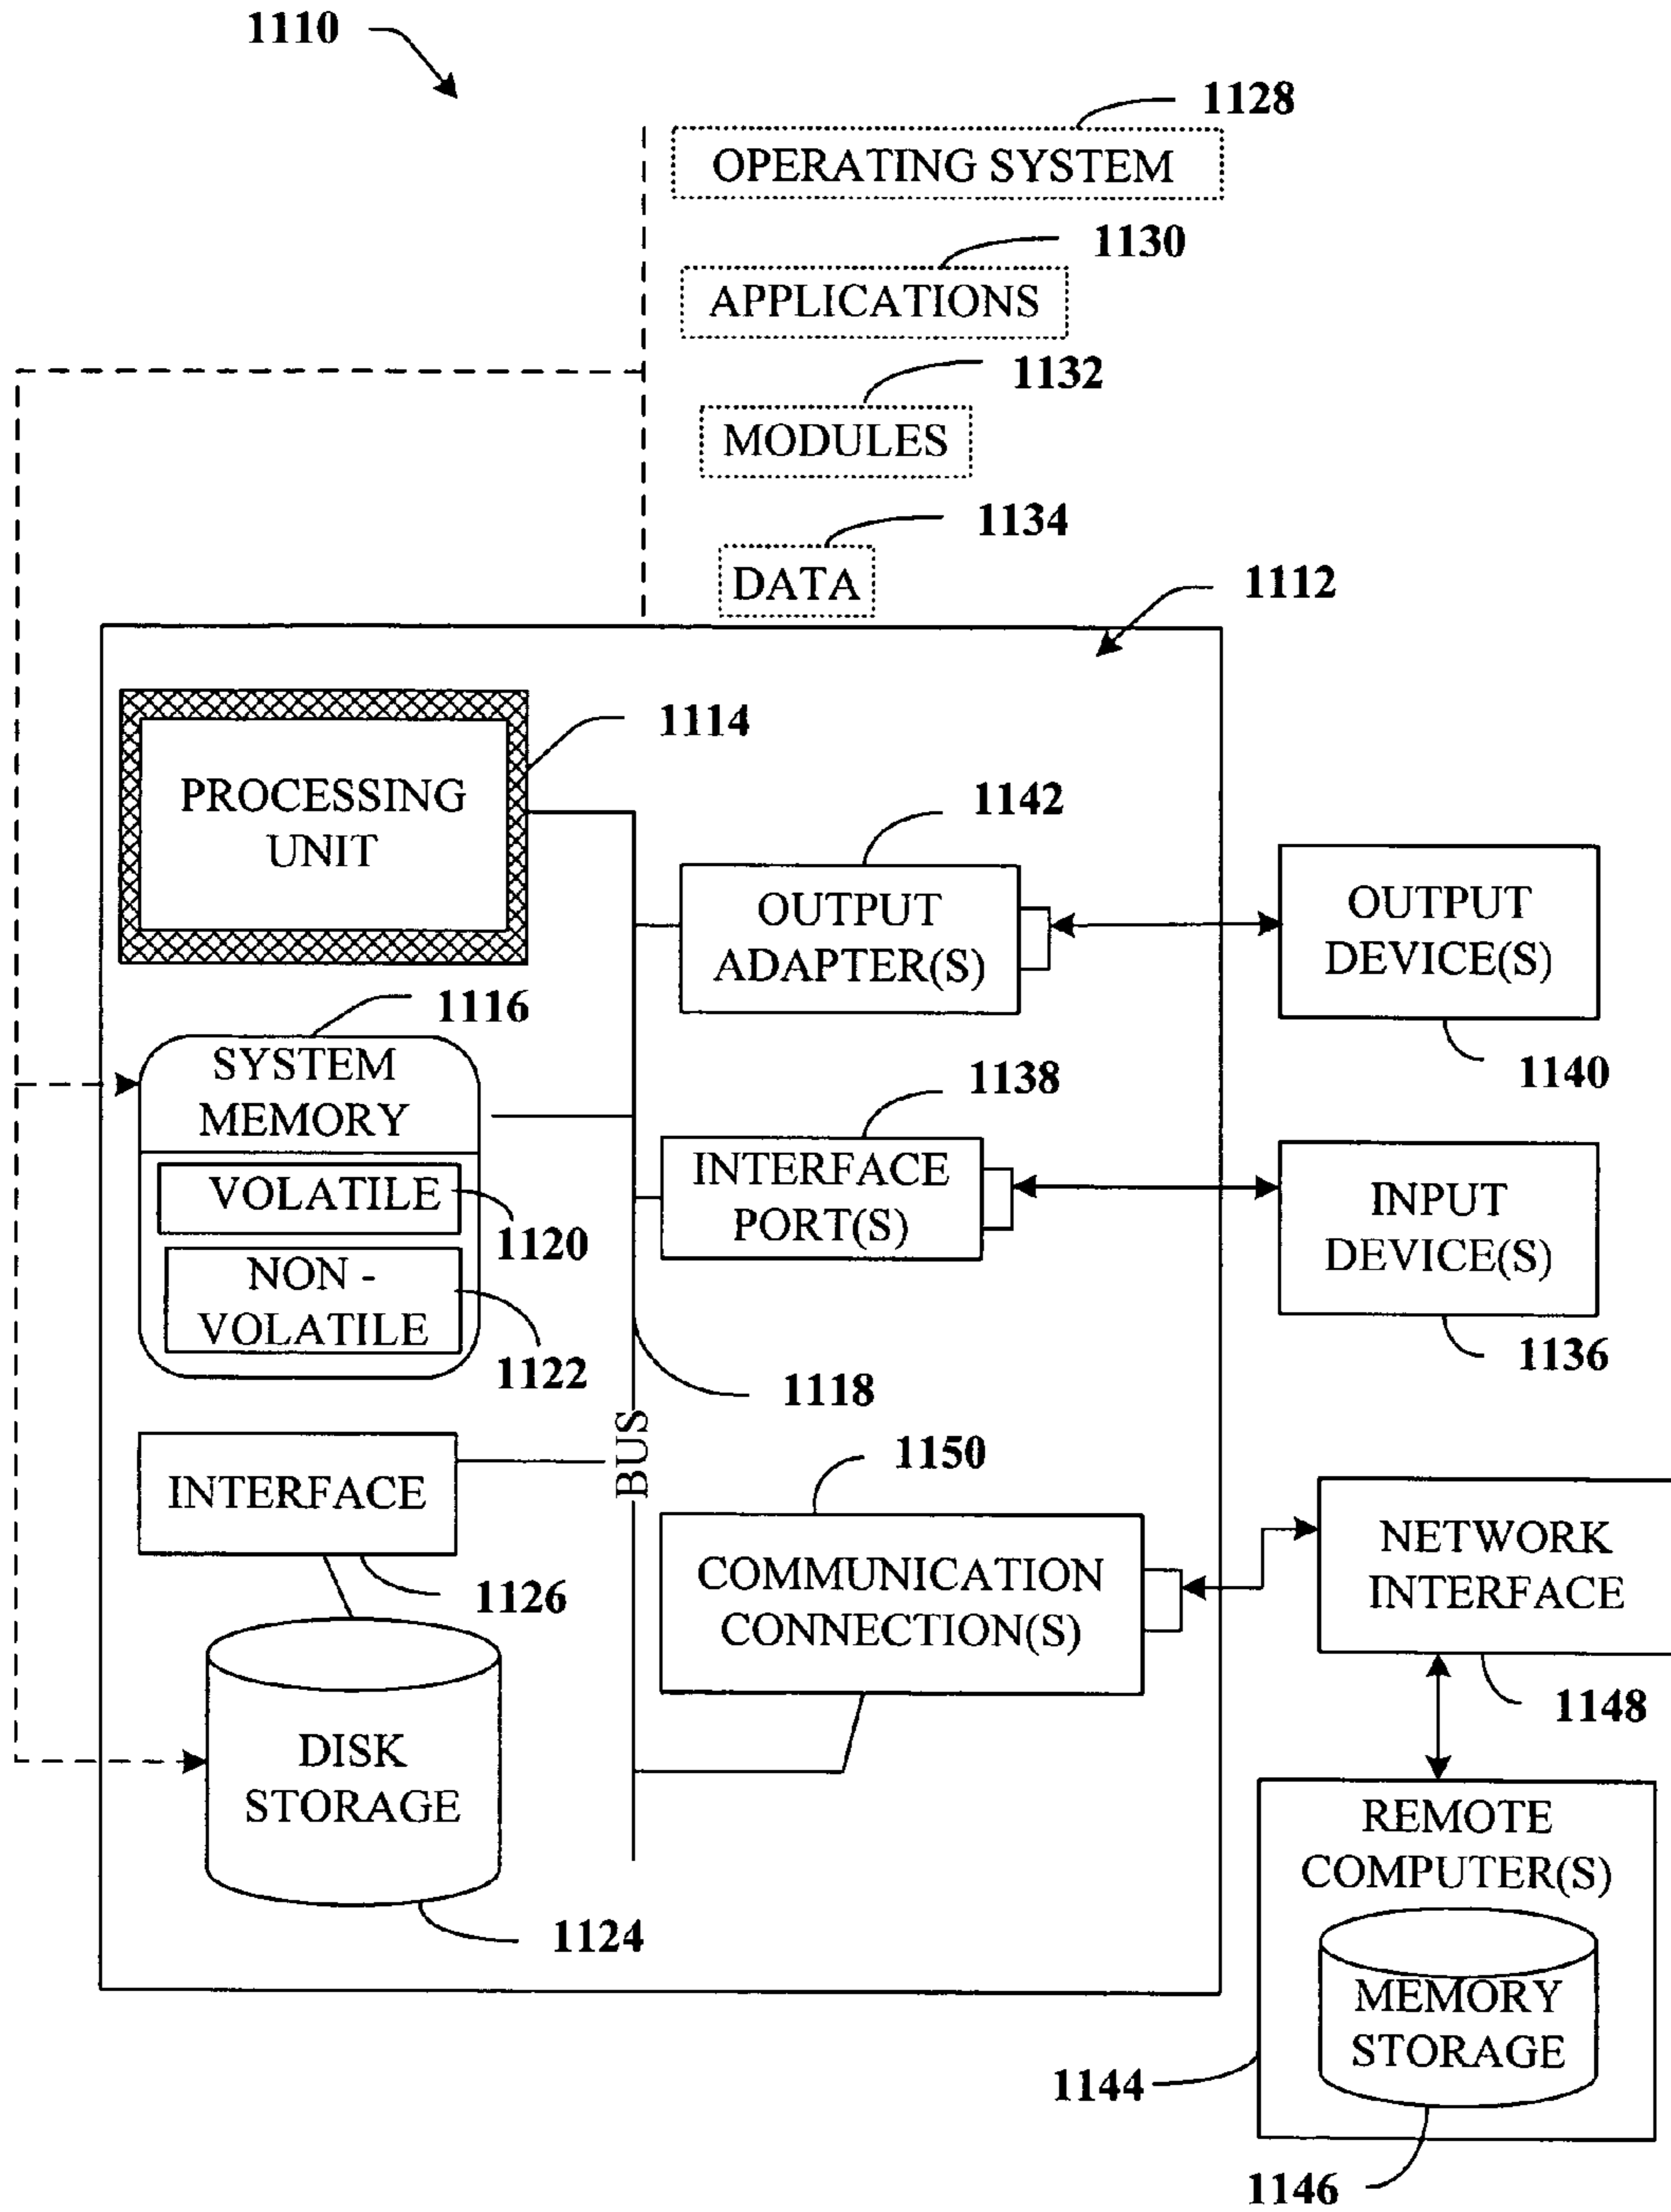 1110
1128
OPERATING SYSTEM
1130
APPLICATIONS
1132
MODULES
1134
DATA
1112
1114
PROCESSING
UNIT
1142
OUTPUT
ADAPTER(S)
OUTPUT
DEVICE(S)
1140
1116
SYSTEM
MEMORY
VOLATILE
1120
NON -
VOLATILE
1122
1138
INTERFACE
PORT(S)
INPUT
DEVICE(S)
1136
1118
BUS
INTERFACE
1126
1150
COMMUNICATION
CONNECTION(S)
NETWORK
INTERFACE
1148
DISK
STORAGE
1124
REMOTE
COMPUTER(S)
MEMORY
STORAGE
1144
1146